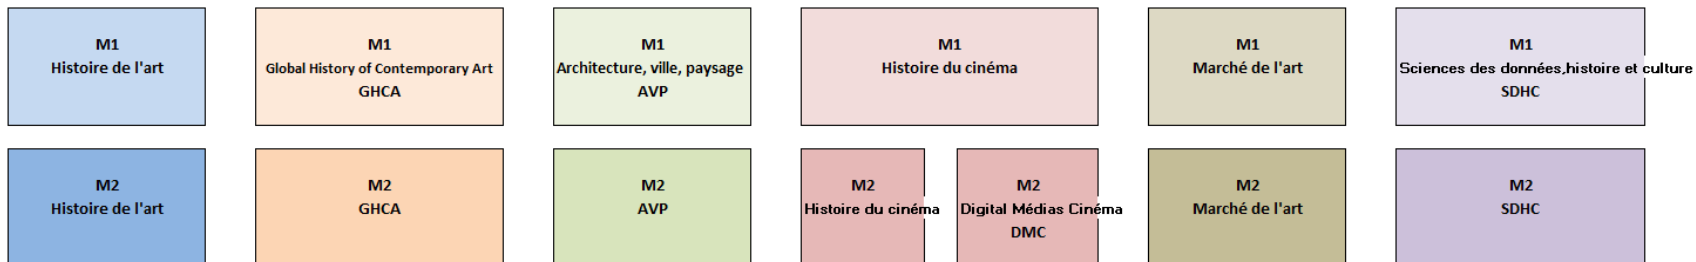 M1
Histoire de l'art
M1
Global History of Contemporary Art
GHCA
M1
Architecture, ville, paysage
AVP
M1
Histoire du cinéma
M1
Marché de l'art
M1
Sciences des données,histoire et culture
SDHC
M2
Histoire de l'art
M2
GHCA
M2
AVP
M2
Histoire du cinéma
M2
Digital Médias Cinéma
DMC
M2
Marché de l'art
M2
SDHC